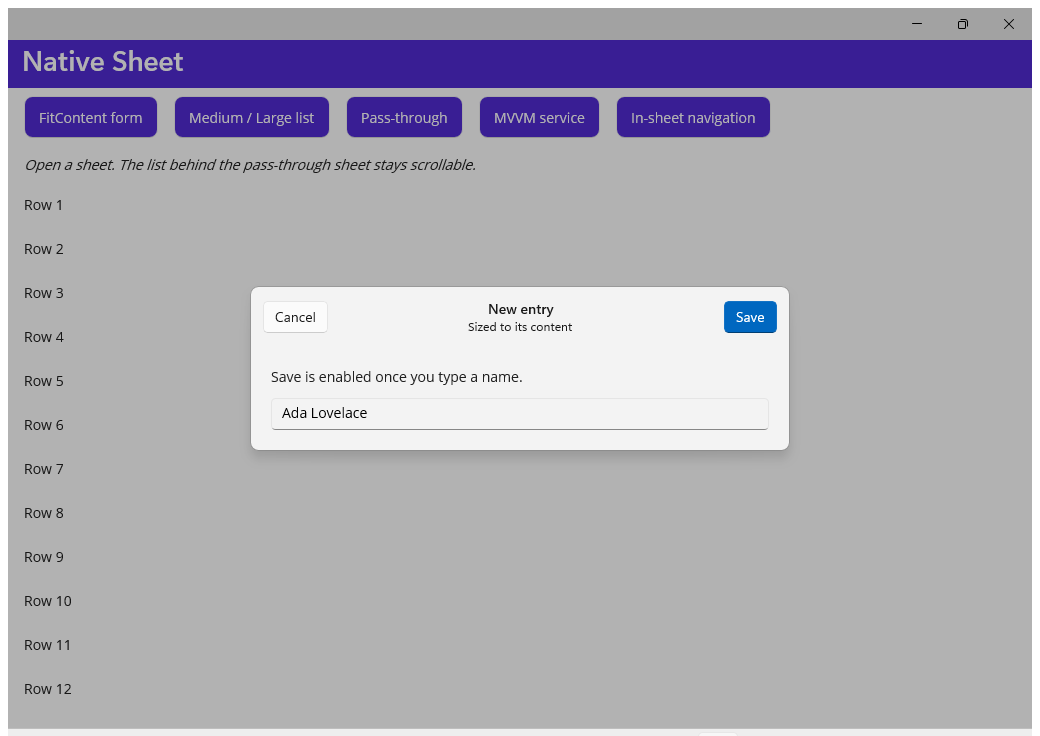 Native Sheet
FitContent form
Medium / Large list
Pass-through
MVVM service
In-sheet navigation
Open a sheet. The list behind the pass-through sheet stays scrollable.
Row 1
Row 2
Row 3
Row 4
Row 5
Row 6
Row 7
Row 8
Row 9
Row 10
Row 11
Row 12
Cancel
New entry
Sized to its content
Save
Save is enabled once you type a name.
Ada Lovelace